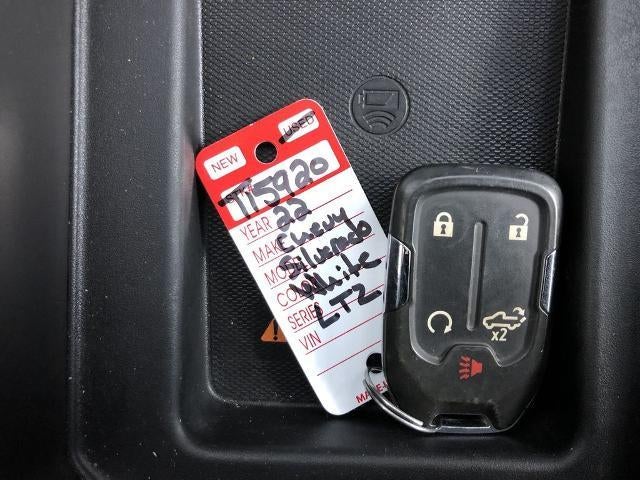 NEW USED
T15920
YEAR 22
MAKE Chevy
MODEL Silverado
COLOR White
SERIES LTZ
VIN
x2